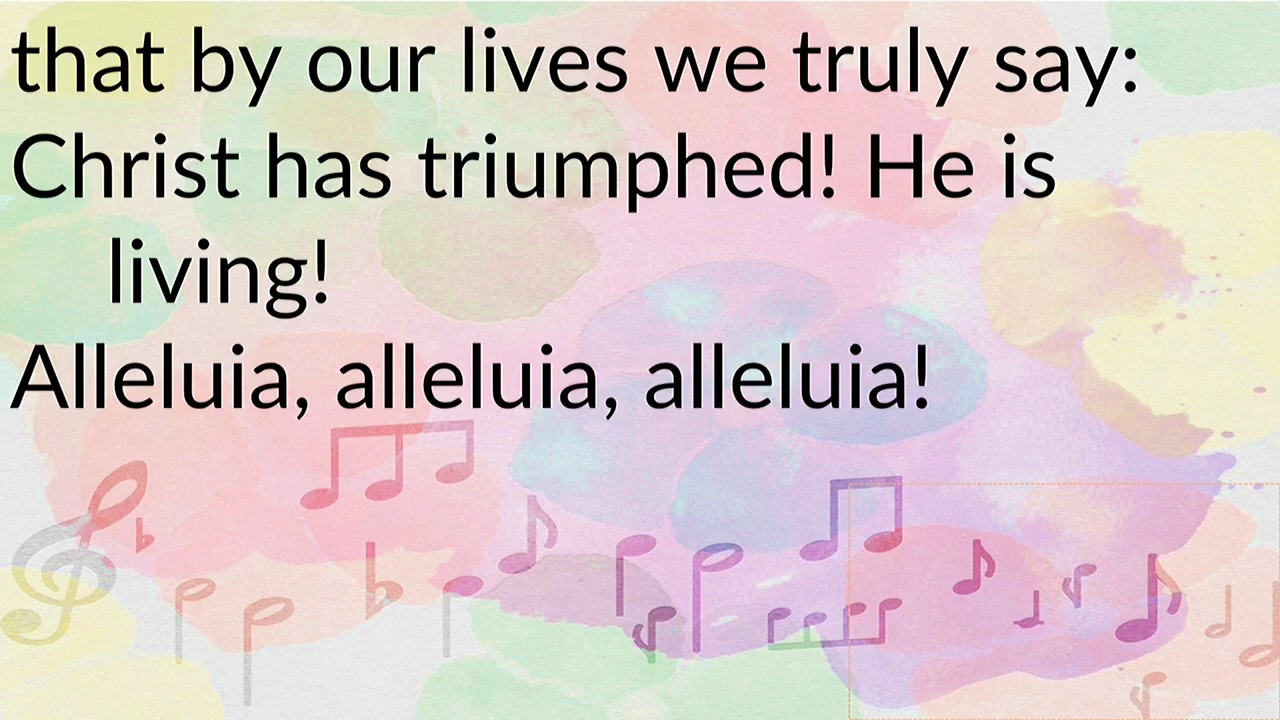 that by our lives we truly say:
Christ has triumphed! He is
living!
Alleluia, alleluia, alleluia!